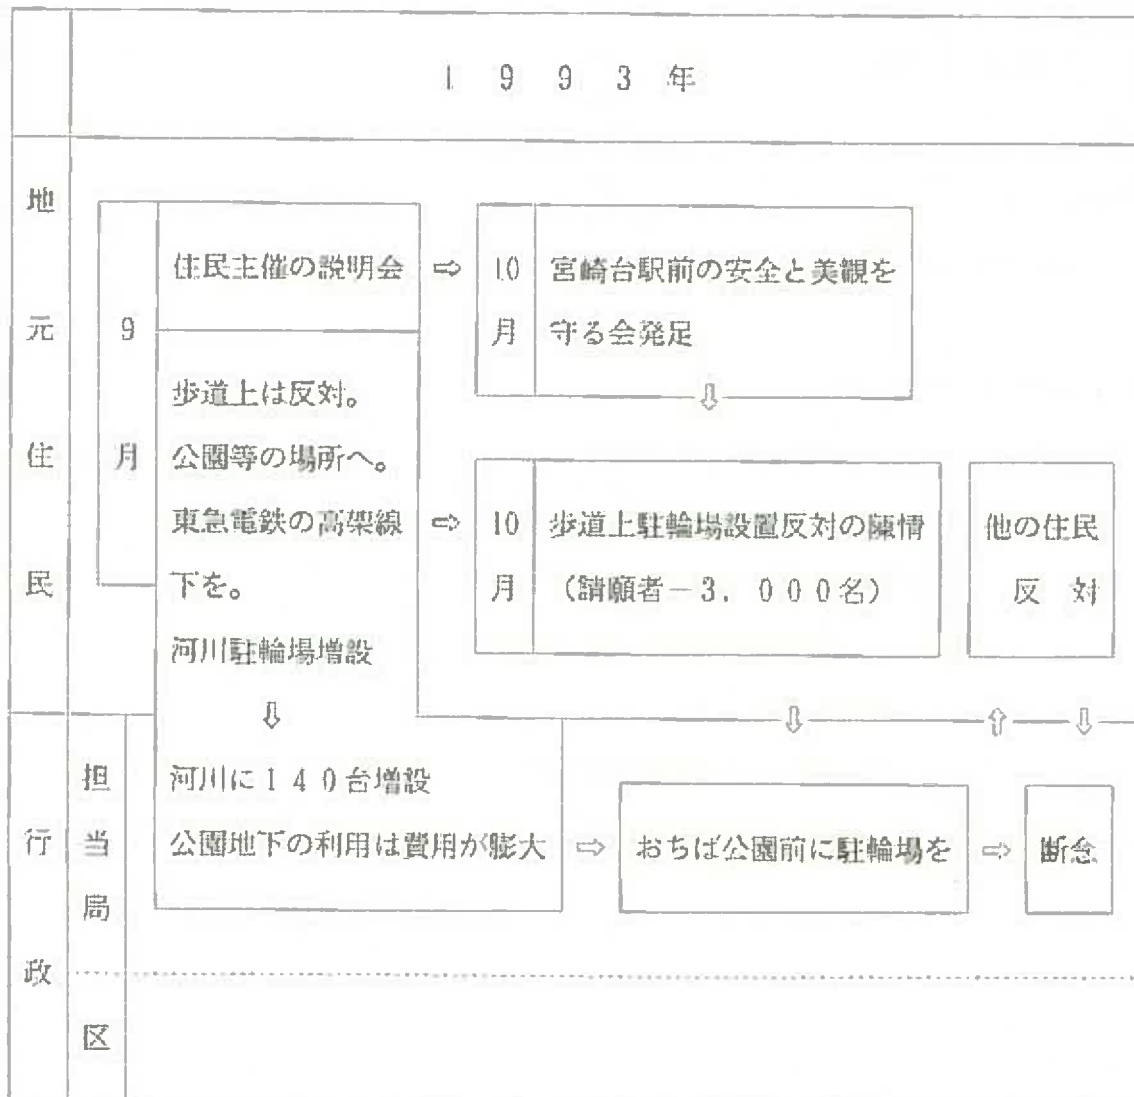 1993年
地元住民
9月
住民主催の説明会 ⇨
10月
宮崎台駅前の安全と美観を
守る会発足
⇩
歩道上は反対。
公園等の場所へ。
東急電鉄の高架線
下を。
河川駐輪場増設
⇩
⇨
10月
歩道上駐輪場設置反対の陳情
(請願者-3.000名)
他の住民
反対
⇩
⇧
⇩
行政
担当局
河川に140台増設
公園地下の利用は費用が膨大
⇨
おちば公園前に駐輪場を
⇨
断念
区